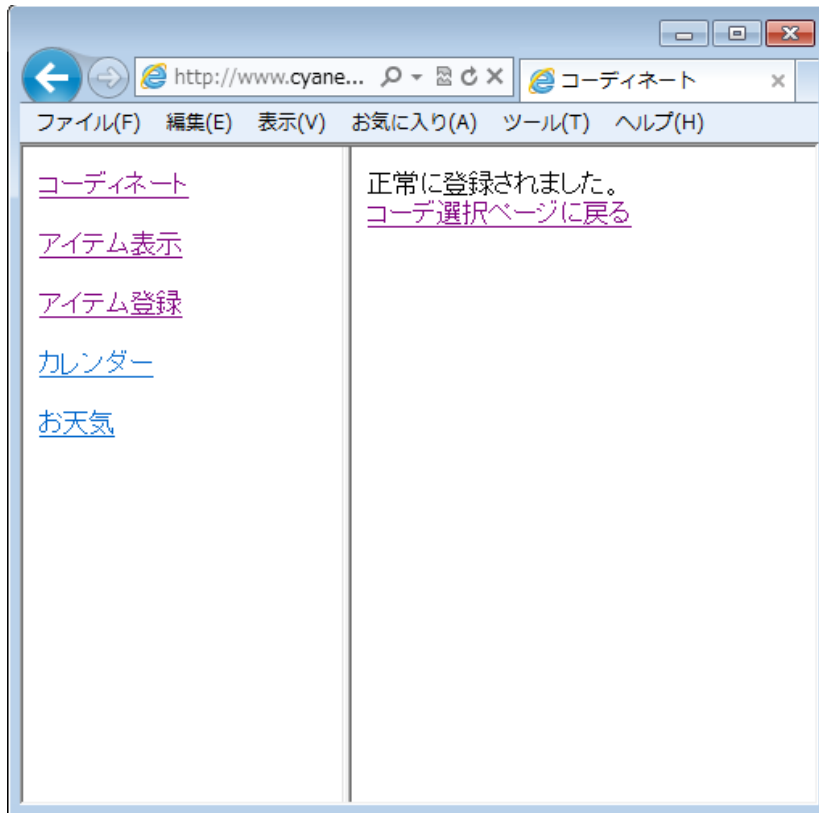 http://www.cyane...
コーディネート
ファイル(F) 編集(E) 表示(V) お気に入り(A) ツール(T) ヘルプ(H)
コーディネート
アイテム表示
アイテム登録
カレンダー
お天気
正常に登録されました。
コーデ選択ページに戻る